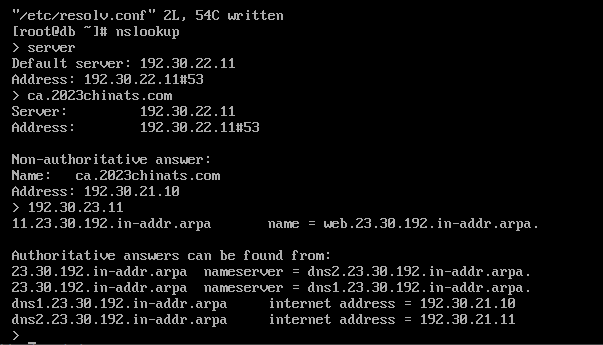 "/etc/resolv.conf" 2L, 54C written
[root@db ~]# nslookup
> server
Default server: 192.30.22.11
Address: 192.30.22.11#53
> ca.2023chinats.com
Server:         192.30.22.11
Address:        192.30.22.11#53

Non-authoritative answer:
Name:   ca.2023chinats.com
Address: 192.30.21.10
> 192.30.23.11
11.23.30.192.in-addr.arpa       name = web.23.30.192.in-addr.arpa.

Authoritative answers can be found from:
23.30.192.in-addr.arpa  nameserver = dns2.23.30.192.in-addr.arpa.
23.30.192.in-addr.arpa  nameserver = dns1.23.30.192.in-addr.arpa.
dns1.23.30.192.in-addr.arpa     internet address = 192.30.21.10
dns2.23.30.192.in-addr.arpa     internet address = 192.30.21.11
>